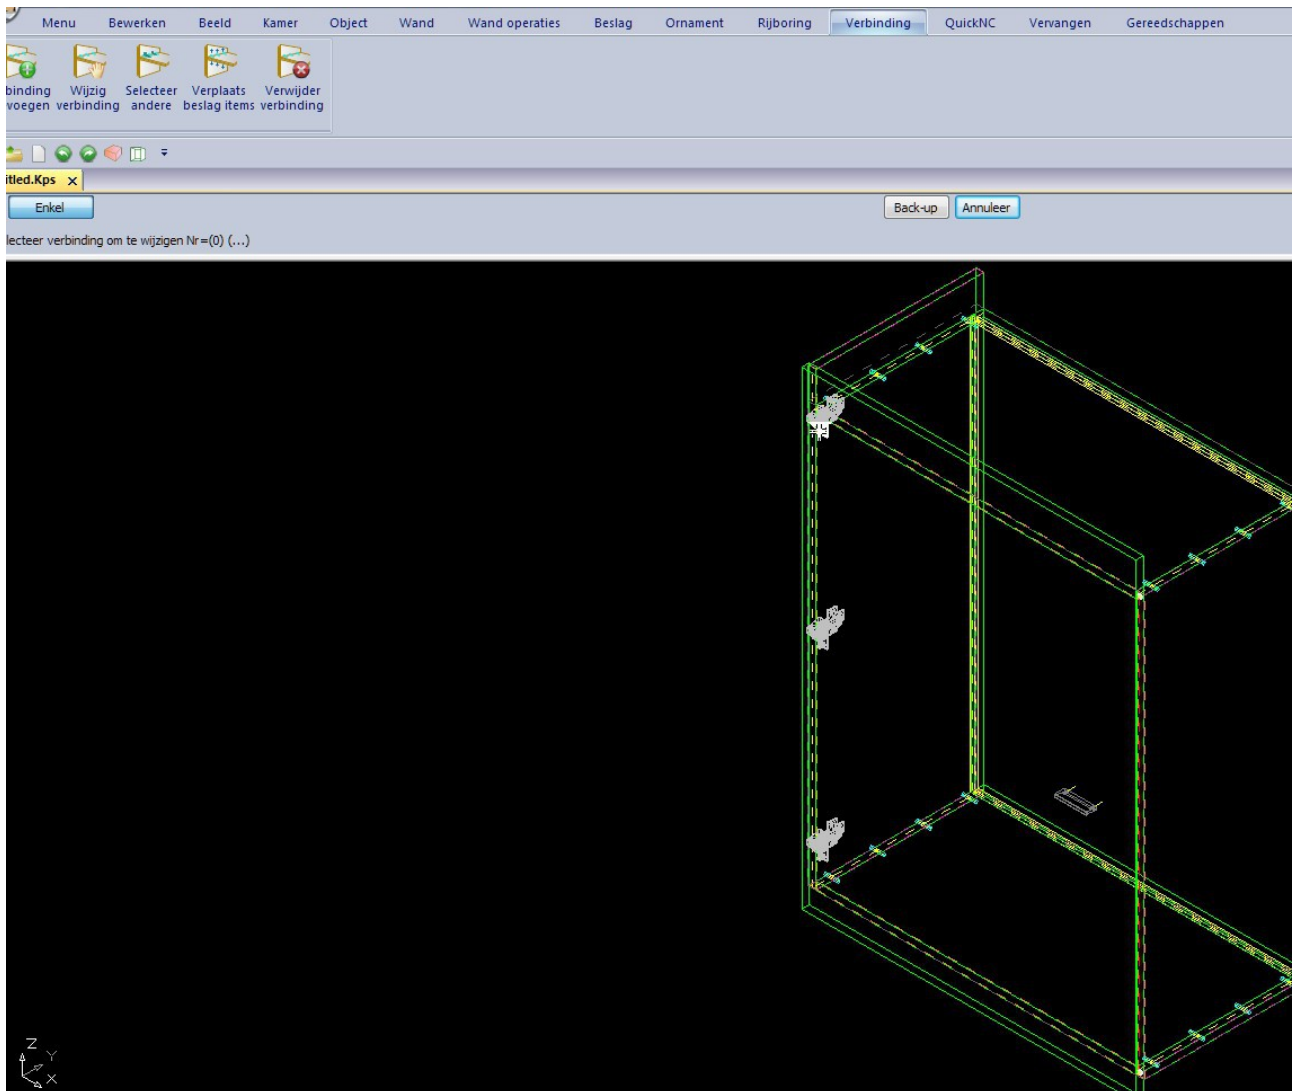 Menu Bewerken Beeld Kamer Object Wand Wand operaties Beslag Ornament Rijboring Verbinding QuickNC Vervangen Gereedschappen
binding Wijzig Selecteer Verplaats Verwijder
voegen verbinding andere beslag items verbinding
itled.Kps x
Enkel Back-up Annuleer
lecteer verbinding om te wijzigen Nr=(0) (...)
Z
Y
X